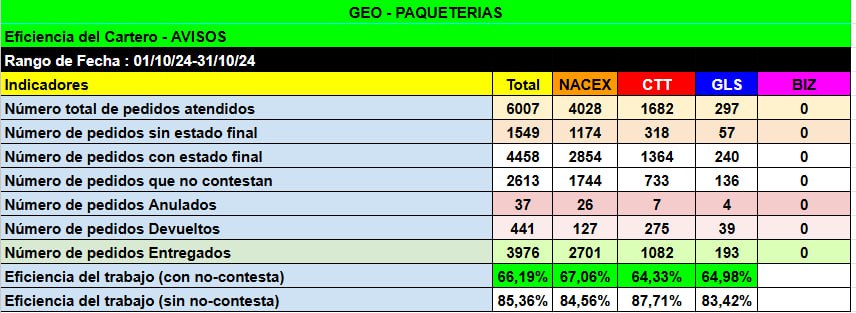 GEO - PAQUETERIAS
Eficiencia del Cartero - AVISOS
Rango de Fecha : 01/10/24-31/10/24
Indicadores Total NACEX CTT GLS BIZ
Número total de pedidos atendidos 6007 4028 1682 297 0
Número de pedidos sin estado final 1549 1174 318 57 0
Número de pedidos con estado final 4458 2854 1364 240 0
Número de pedidos que no contestan 2613 1744 733 136 0
Número de pedidos Anulados 37 26 7 4 0
Número de pedidos Devueltos 441 127 275 39 0
Número de pedidos Entregados 3976 2701 1082 193 0
Eficiencia del trabajo (con no-contesta) 66,19% 67,06% 64,33% 64,98%
Eficiencia del trabajo (sin no-contesta) 85,36% 84,56% 87,71% 83,42%